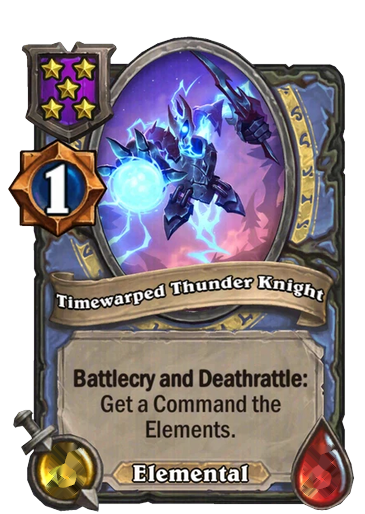 1
Timewarped Thunder Knight
Battlecry and Deathrattle:
Get a Command the
Elements.
Elemental